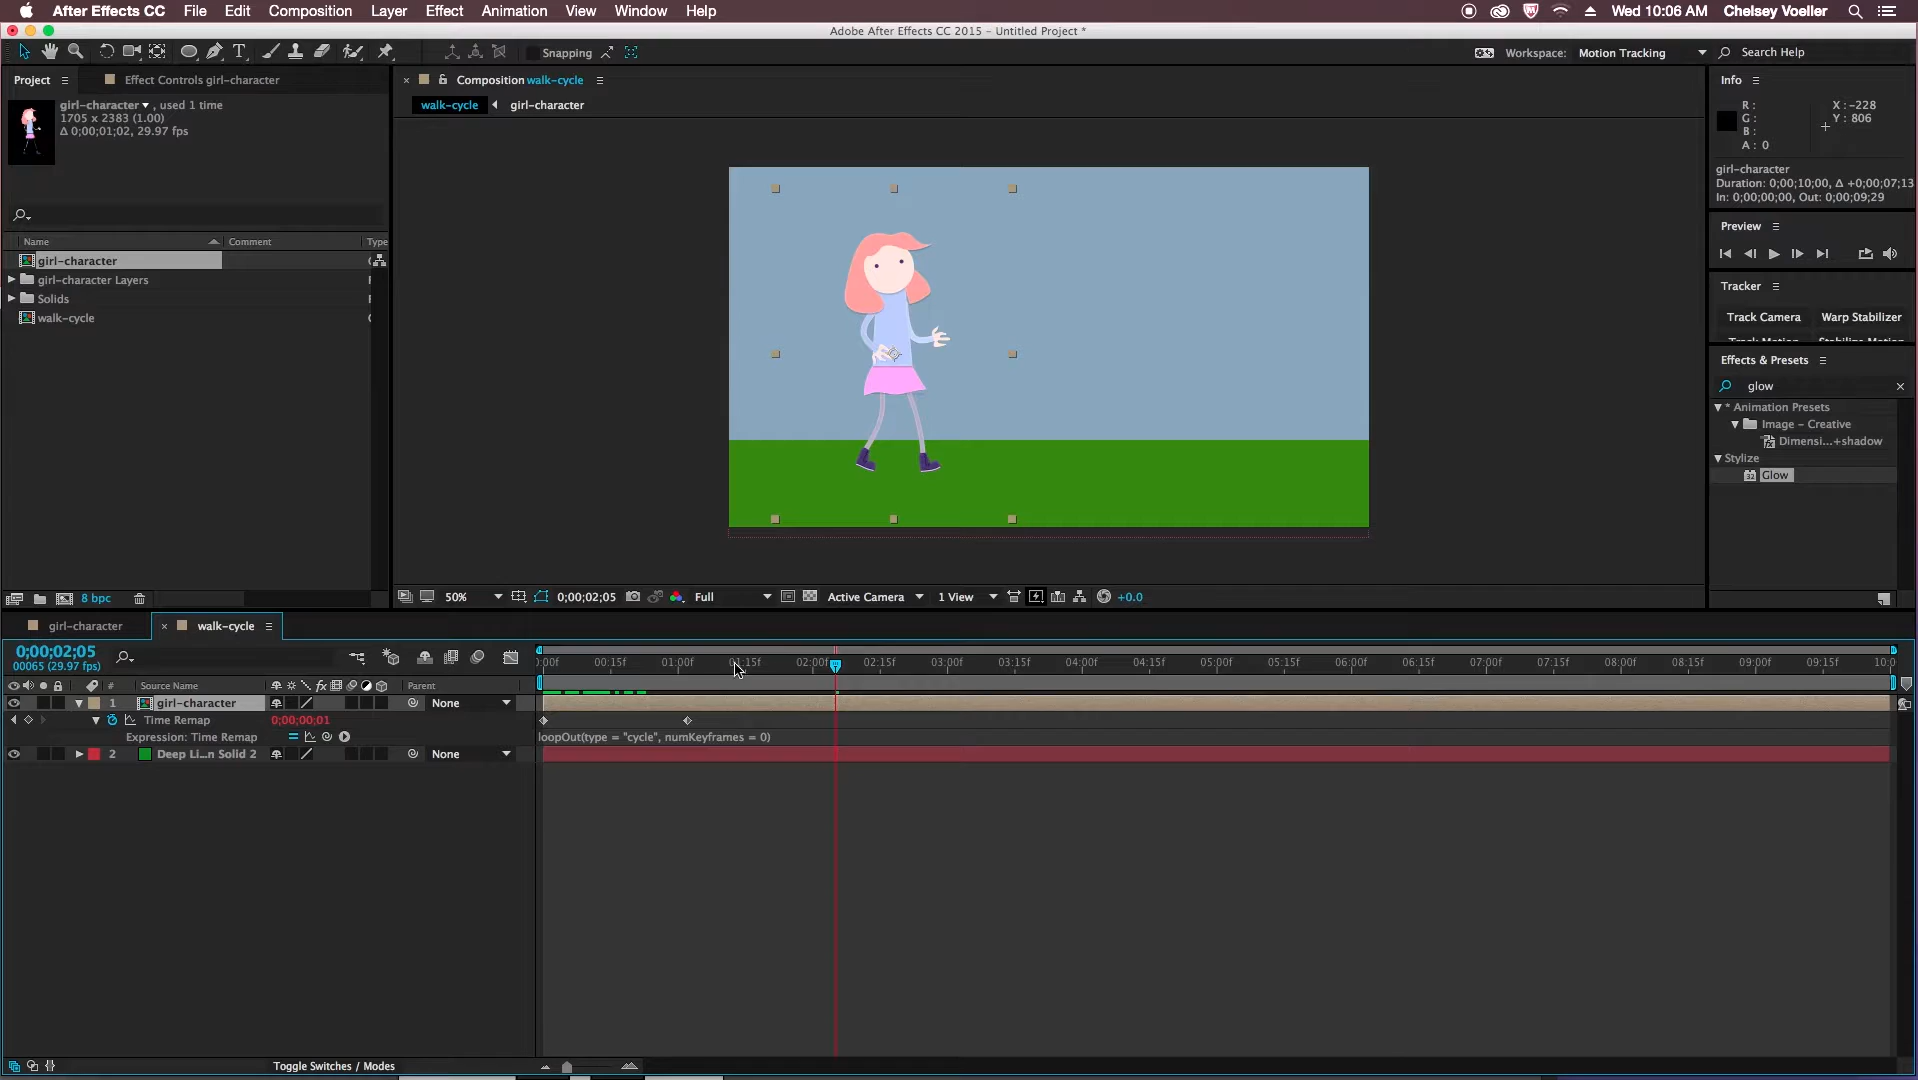 After Effects CC File Edit Composition Layer Effect Animation View Window Help Wed 10:06 AM Chelsey Voeller
Adobe After Effects CC 2015 - Untitled Project *
Snapping Workspace: Motion Tracking Search Help
Project Effect Controls girl-character
girl-character, used 1 time
1705 x 2383 (1.00)
Δ 0;00;01;02, 29.97 fps
Name Comment Type
girl-character
girl-character Layers
Solids
walk-cycle
8 bpc
Composition walk-cycle
walk-cycle girl-character
50% 0;00;02;05 Full Active Camera 1 View +0.0
Info
R :
G :
B :
A : 0
X : -228
Y : 806
girl-character
Duration: 0;00;10;00, Δ +0;00;07;13
In: 0;00;00;00, Out: 0;00;09;29
Preview
Tracker
Track Camera Warp Stabilizer
Track Motion Stabilize Motion
Effects & Presets
glow
* Animation Presets
Image - Creative
Dimensi...+shadow
Stylize
Glow
girl-character walk-cycle
0;00;02;05
00065 (29.97 fps)
0:00f 00:15f 01:00f 01:15f 02:00f 02:15f 03:00f 03:15f 04:00f 04:15f 05:00f 05:15f 06:00f 06:15f 07:00f 07:15f 08:00f 08:15f 09:00f 09:15f 10:0
# Source Name fx Parent
1 girl-character None
Time Remap 0;00;00;01
Expression: Time Remap loopOut(type = "cycle", numKeyframes = 0)
2 Deep Li...n Solid 2 None
Toggle Switches / Modes